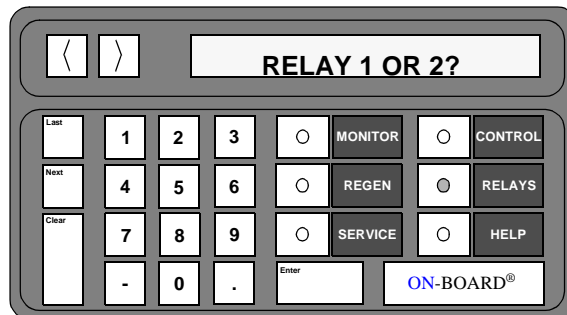 〈 〉 RELAY 1 OR 2?
Last 1 2 3 MONITOR CONTROL
Next 4 5 6 REGEN RELAYS
Clear 7 8 9 SERVICE HELP
- 0 . Enter ON-BOARD®